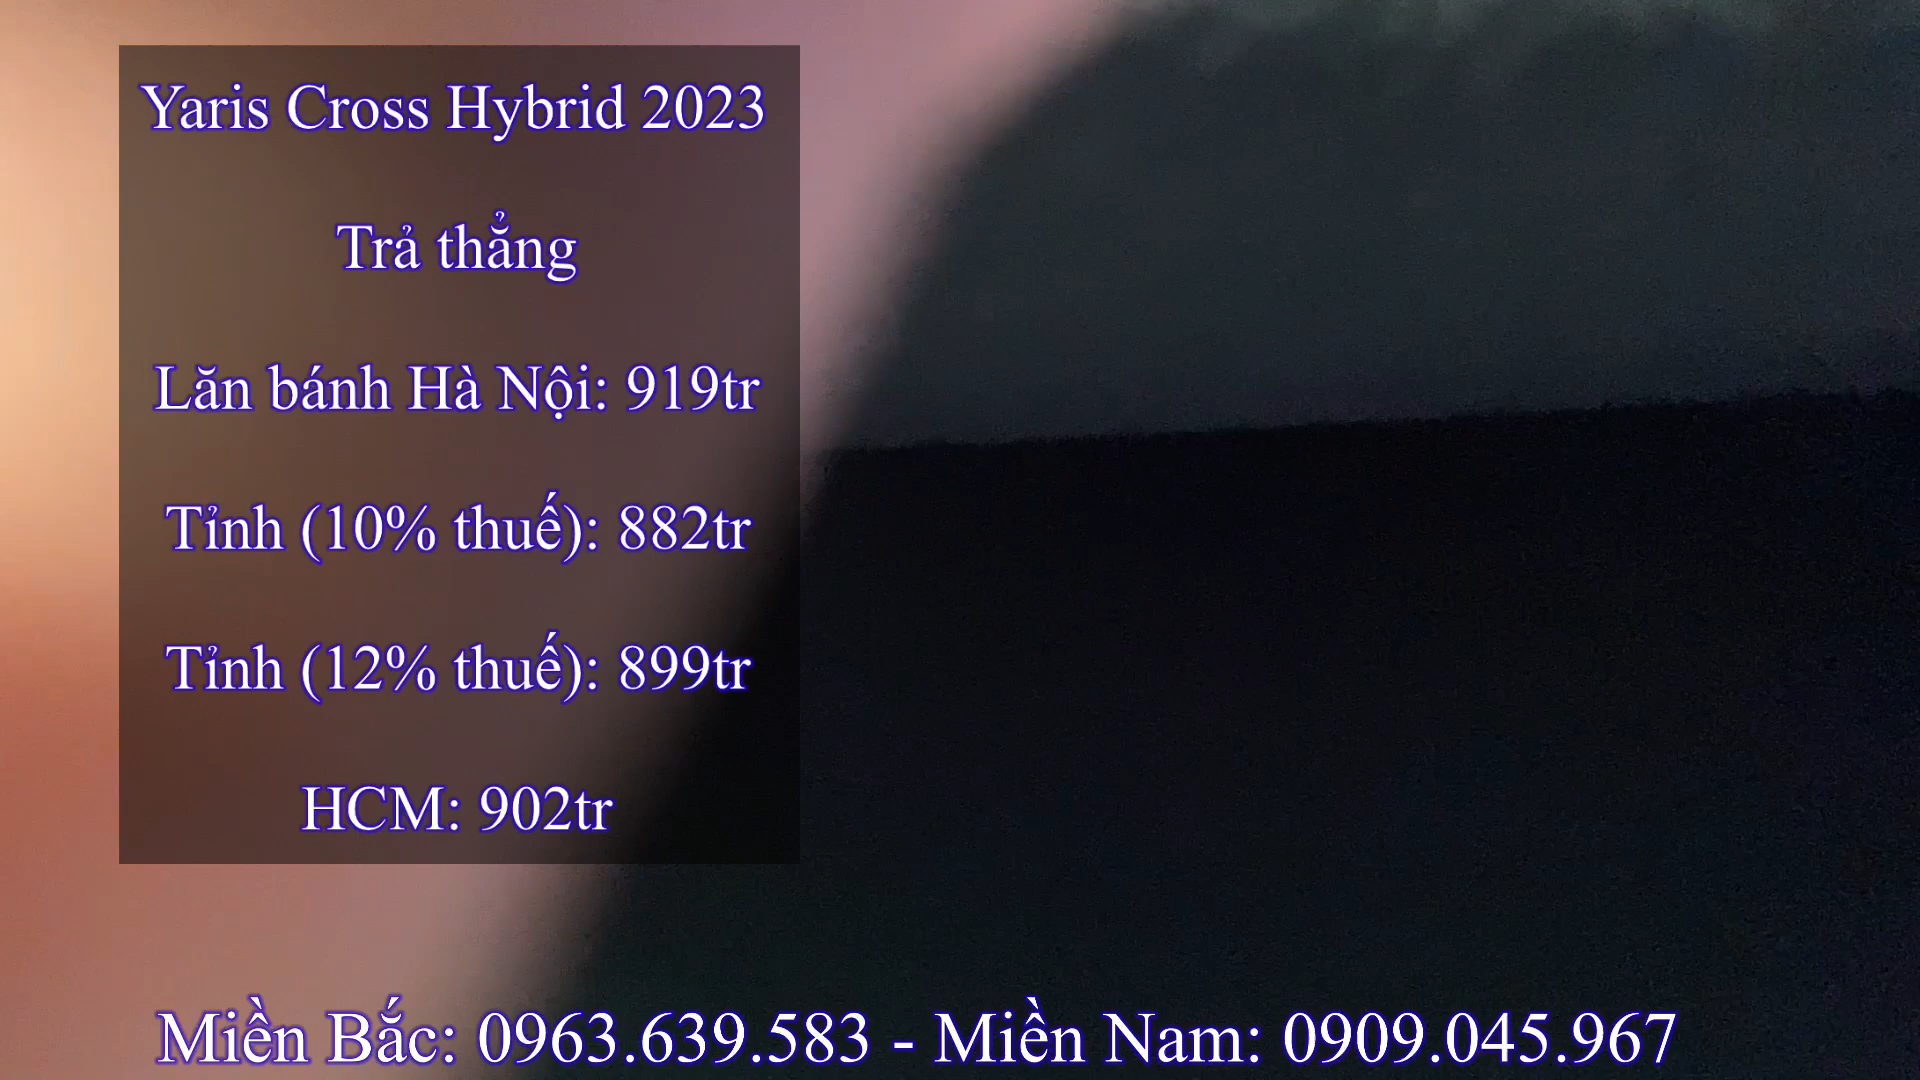 Yaris Cross Hybrid 2023
Trả thẳng
Lăn bánh Hà Nội: 919tr
Tỉnh (10% thuế): 882tr
Tỉnh (12% thuế): 899tr
HCM: 902tr
Miền Bắc: 0963.639.583 - Miền Nam: 0909.045.967